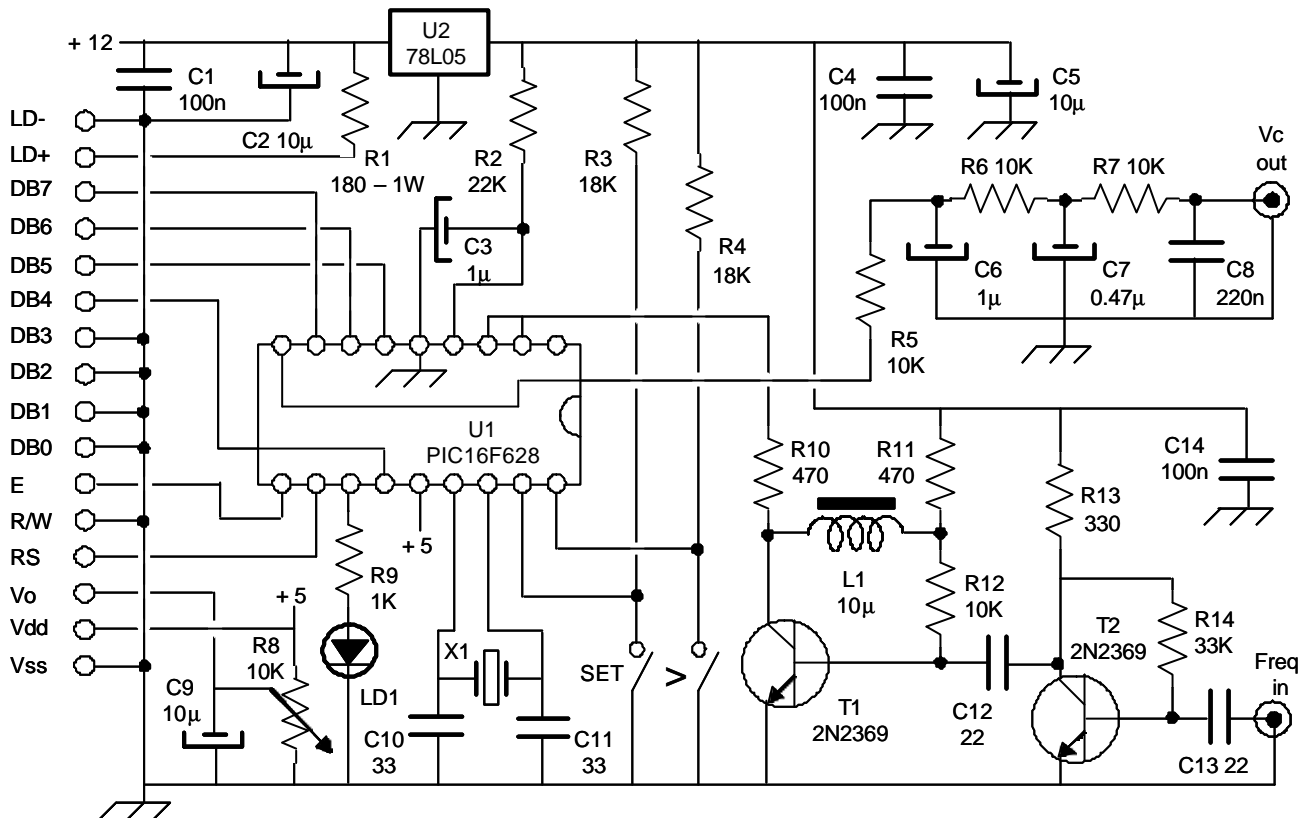 + 12
U2
78L05
C1
100n
C2 10µ
R1
180 – 1W
R2
22K
R3
18K
R4
18K
C3
1µ
C4
100n
C5
10µ
Vc
out
R6 10K
R7 10K
C6
1µ
C7
0.47µ
C8
220n
R5
10K
LD-
LD+
DB7
DB6
DB5
DB4
DB3
DB2
DB1
DB0
E
R/W
RS
Vo
Vdd
Vss
U1
PIC16F628
+ 5
R9
1K
+ 5
R8
10K
C9
10µ
LD1
X1
C10
33
C11
33
SET
>
R10
470
R11
470
L1
10µ
R12
10K
R13
330
C14
100n
T1
2N2369
C12
22
T2
2N2369
R14
33K
C13 22
Freq
in